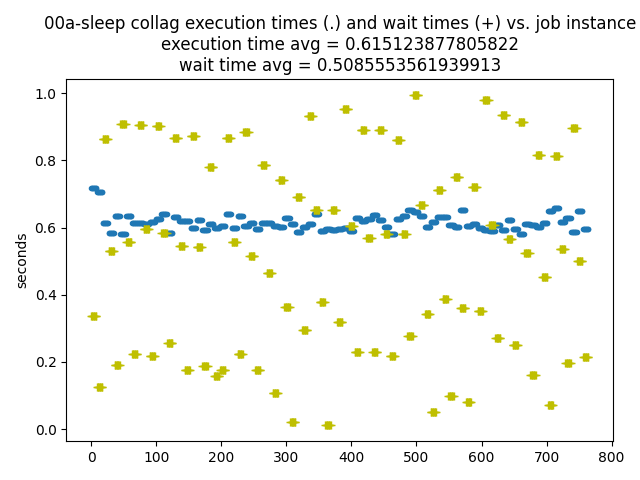 00a-sleep collag execution times (.) and wait times (+) vs. job instance
execution time avg = 0.615123877805822
wait time avg = 0.5085553561939913
1.0
0.8
0.6
0.4
0.2
0.0
seconds
0 100 200 300 400 500 600 700 800